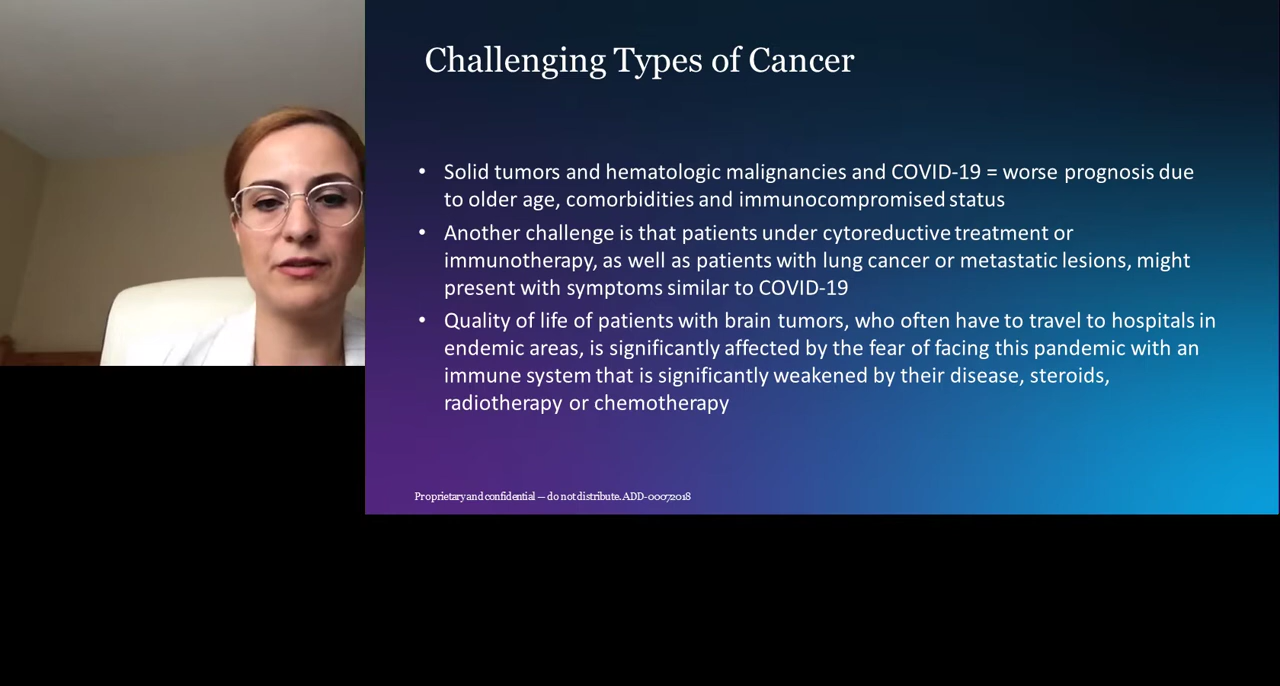 Challenging Types of Cancer
• Solid tumors and hematologic malignancies and COVID-19 = worse prognosis due
to older age, comorbidities and immunocompromised status
• Another challenge is that patients under cytoreductive treatment or
immunotherapy, as well as patients with lung cancer or metastatic lesions, might
present with symptoms similar to COVID-19
• Quality of life of patients with brain tumors, who often have to travel to hospitals in
endemic areas, is significantly affected by the fear of facing this pandemic with an
immune system that is significantly weakened by their disease, steroids,
radiotherapy or chemotherapy
Proprietary and confidential — do not distribute. ADD-00072018